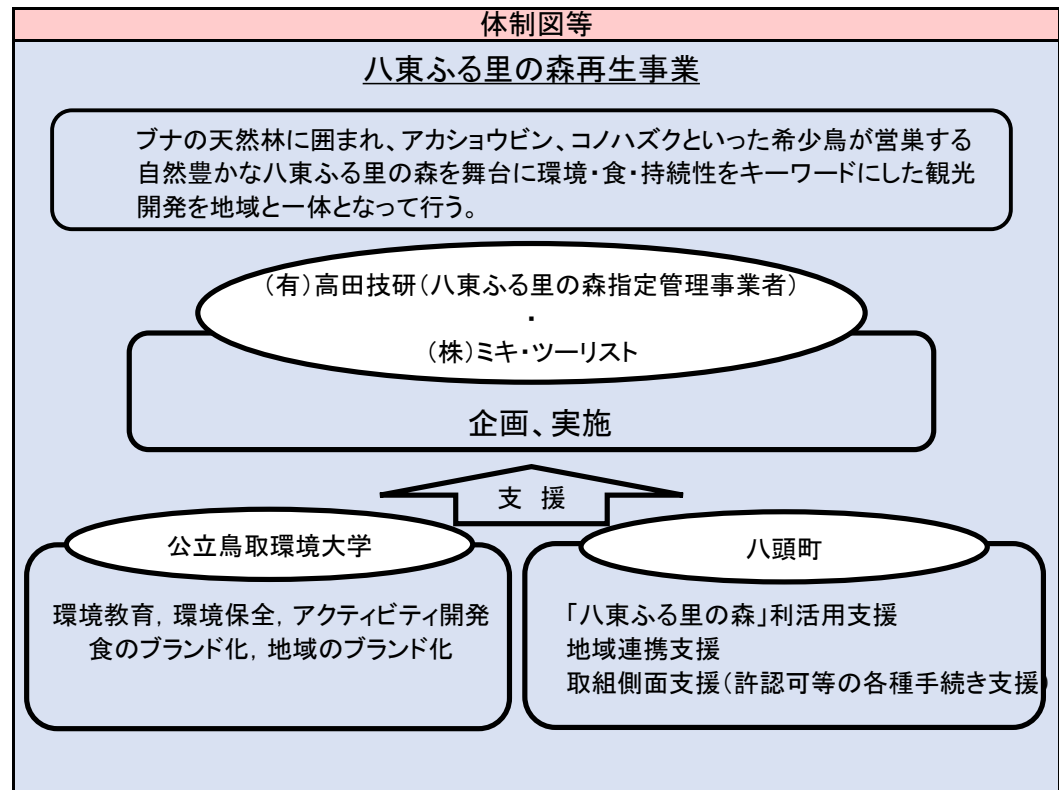 体制図等
八東ふる里の森再生事業
ブナの天然林に囲まれ、アカショウビン、コノハズクといった希少鳥が営巣する
自然豊かな八東ふる里の森を舞台に環境・食・持続性をキーワードにした観光
開発を地域と一体となって行う。
(有)高田技研(八東ふる里の森指定管理事業者)
・
(株)ミキ・ツーリスト
企画、実施
支 援
公立鳥取環境大学
環境教育, 環境保全, アクティビティ開発
食のブランド化, 地域のブランド化
八頭町
「八東ふる里の森」利活用支援
地域連携支援
取組側面支援(許認可等の各種手続き支援)